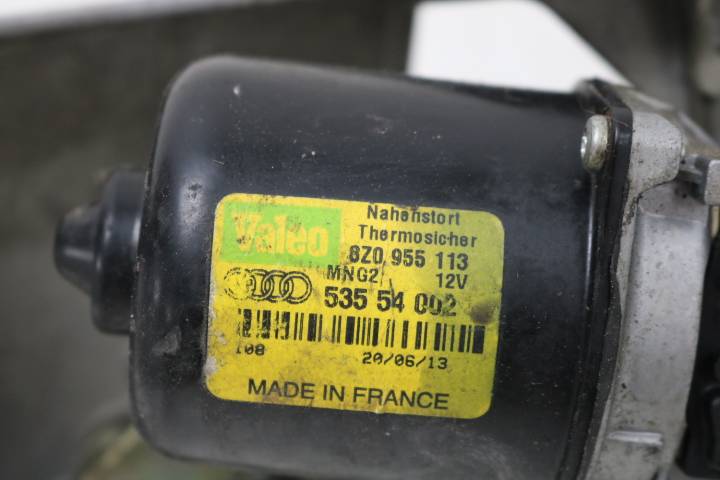 Valeo
Nahenstort
Thermosicher
8Z0 955 113
MNG2 12V
535 54 002
108 20/06/13
MADE IN FRANCE